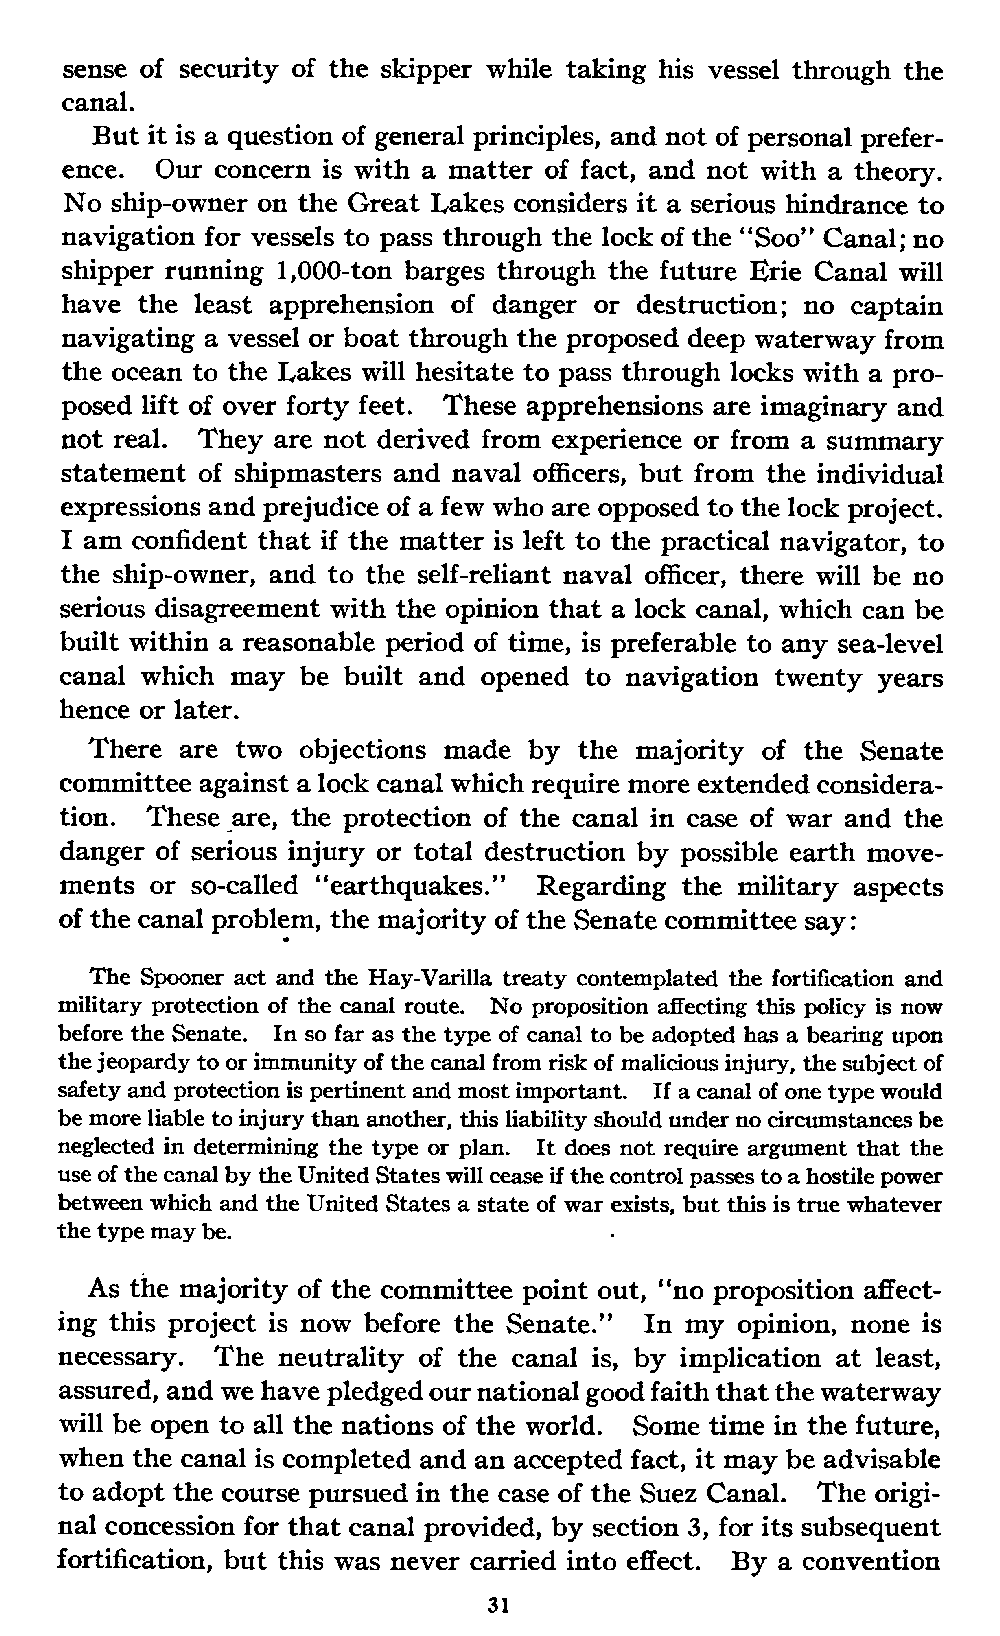 sense of security of the skipper while taking his vessel through the
canal.
But it is a question of general principles, and not of personal prefer-
ence. Our concern is with a matter of fact, and not with a theory.
No ship-owner on the Great Lakes considers it a serious hindrance to
navigation for vessels to pass through the lock of the "Soo" Canal; no
shipper running 1,000-ton barges through the future Erie Canal will
have the least apprehension of danger or destruction; no captain
navigating a vessel or boat through the proposed deep waterway from
the ocean to the Lakes will hesitate to pass through locks with a pro-
posed lift of over forty feet. These apprehensions are imaginary and
not real. They are not derived from experience or from a summary
statement of shipmasters and naval officers, but from the individual
expressions and prejudice of a few who are opposed to the lock project.
I am confident that if the matter is left to the practical navigator, to
the ship-owner, and to the self-reliant naval officer, there will be no
serious disagreement with the opinion that a lock canal, which can be
built within a reasonable period of time, is preferable to any sea-level
canal which may be built and opened to navigation twenty years
hence or later.
There are two objections made by the majority of the Senate
committee against a lock canal which require more extended considera-
tion. These are, the protection of the canal in case of war and the
danger of serious injury or total destruction by possible earth move-
ments or so-called "earthquakes." Regarding the military aspects
of the canal problem, the majority of the Senate committee say:
The Spooner act and the Hay-Varilla treaty contemplated the fortification and
military protection of the canal route. No proposition affecting this policy is now
before the Senate. In so far as the type of canal to be adopted has a bearing upon
the jeopardy to or immunity of the canal from risk of malicious injury, the subject of
safety and protection is pertinent and most important. If a canal of one type would
be more liable to injury than another, this liability should under no circumstances be
neglected in determining the type or plan. It does not require argument that the
use of the canal by the United States will cease if the control passes to a hostile power
between which and the United States a state of war exists, but this is true whatever
the type may be.
As the majority of the committee point out, "no proposition affect-
ing this project is now before the Senate." In my opinion, none is
necessary. The neutrality of the canal is, by implication at least,
assured, and we have pledged our national good faith that the waterway
will be open to all the nations of the world. Some time in the future,
when the canal is completed and an accepted fact, it may be advisable
to adopt the course pursued in the case of the Suez Canal. The origi-
nal concession for that canal provided, by section 3, for its subsequent
fortification, but this was never carried into effect. By a convention
31